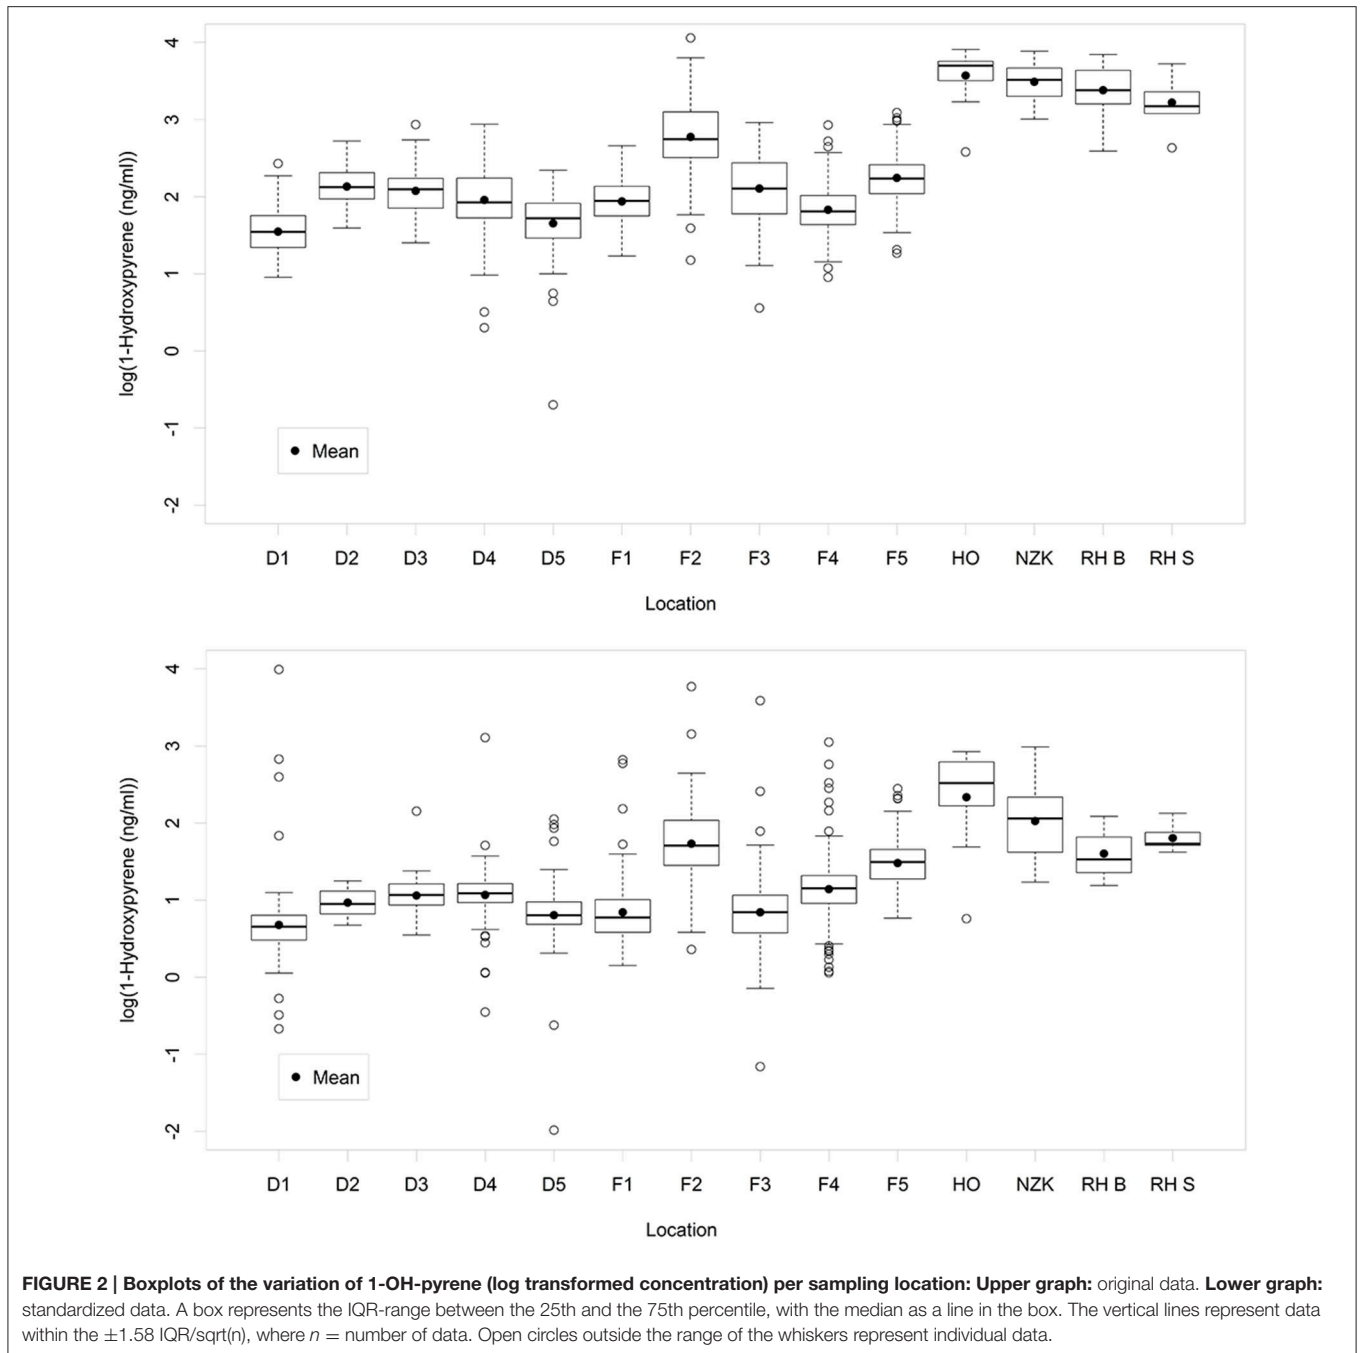 4
3
2
1
0
-1
-2
log(1-Hydroxypyrene (ng/ml))
Mean
D1 D2 D3 D4 D5 F1 F2 F3 F4 F5 HO NZK RH B RH S
Location
4
3
2
1
0
-1
-2
log(1-Hydroxypyrene (ng/ml))
Mean
D1 D2 D3 D4 D5 F1 F2 F3 F4 F5 HO NZK RH B RH S
Location
FIGURE 2 | Boxplots of the variation of 1-OH-pyrene (log transformed concentration) per sampling location: Upper graph: original data. Lower graph:
standardized data. A box represents the IQR-range between the 25th and the 75th percentile, with the median as a line in the box. The vertical lines represent data
within the ±1.58 IQR/sqrt(n), where n = number of data. Open circles outside the range of the whiskers represent individual data.